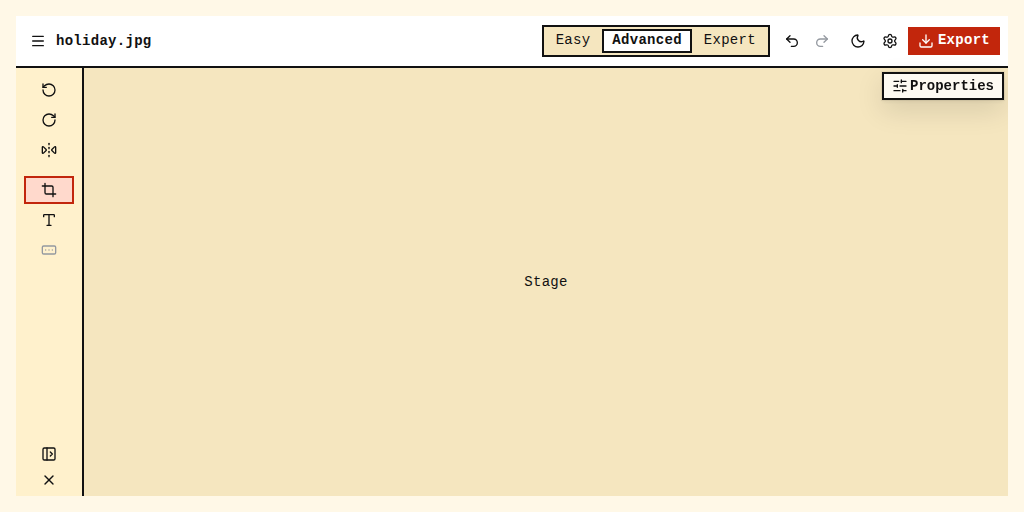 holiday.jpg
Easy Advanced Expert
Export
Properties
Stage